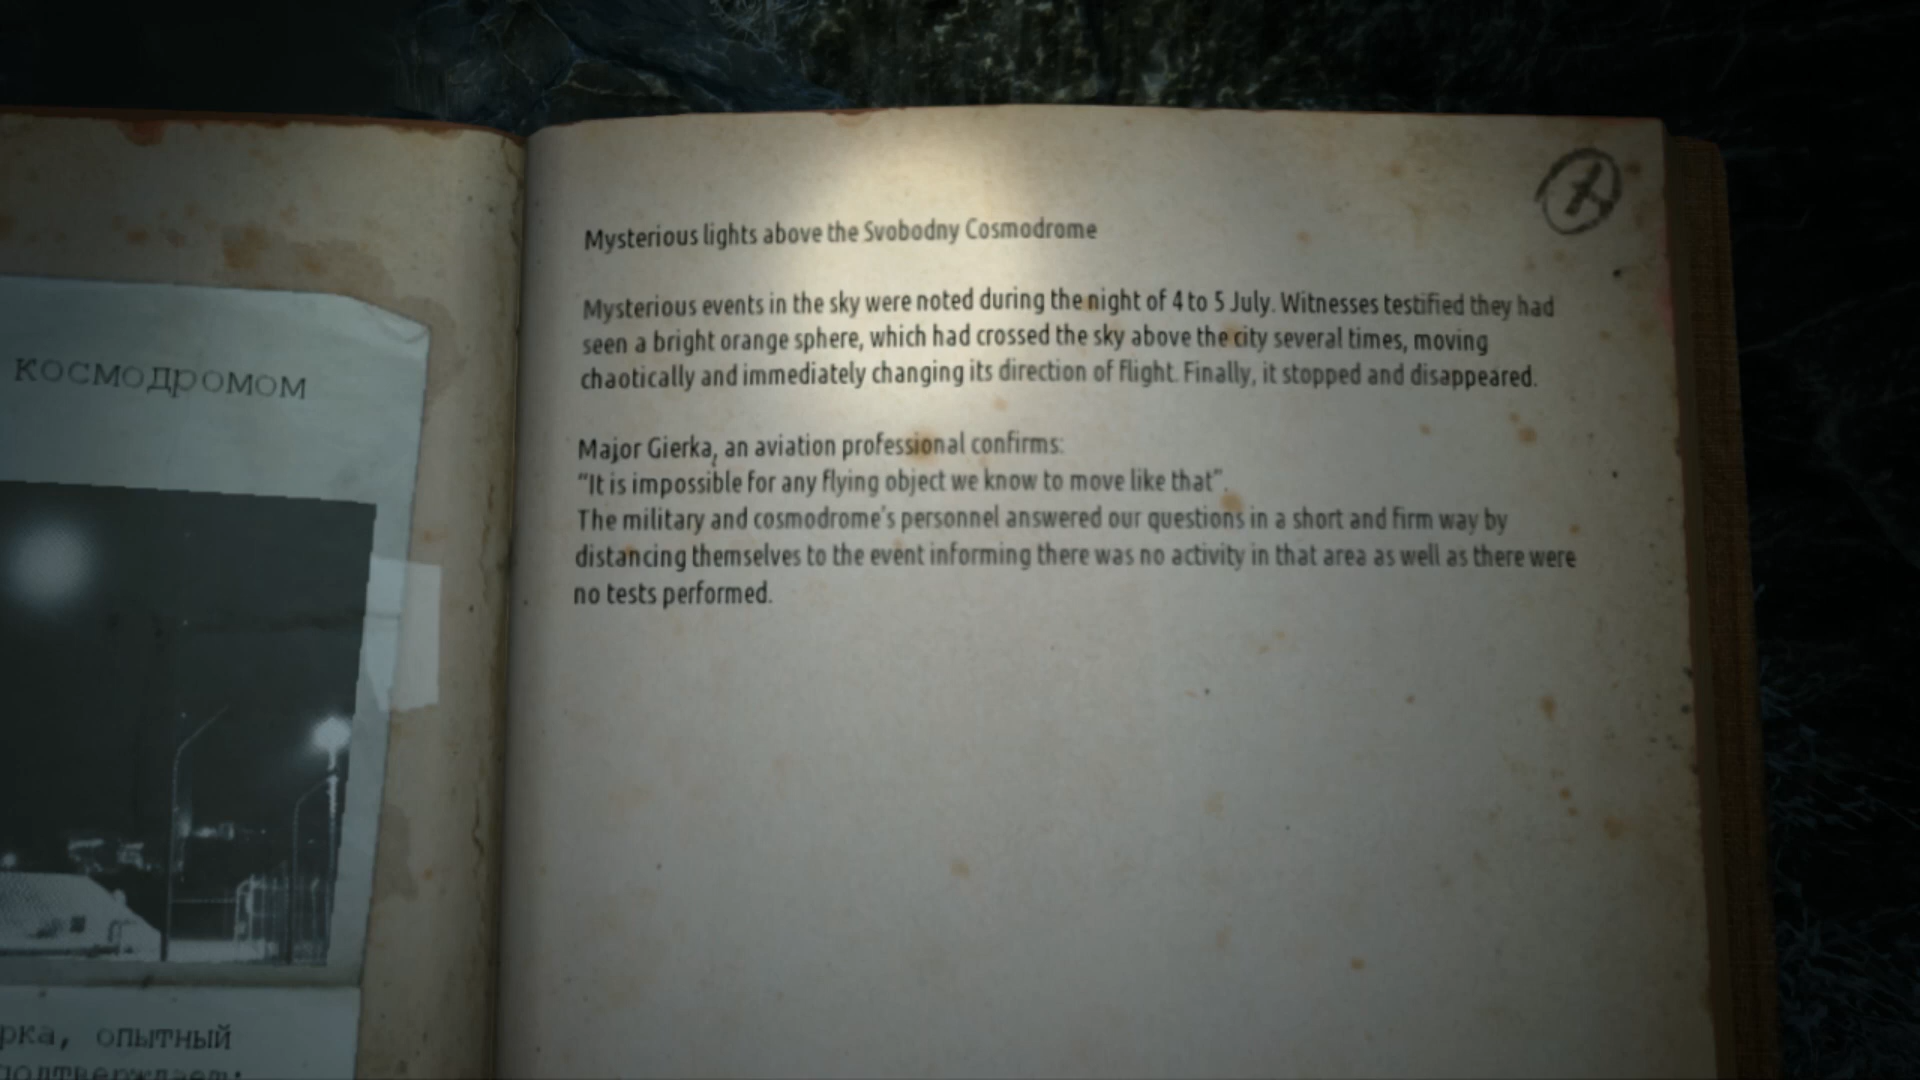 космодромом
опытный
Mysterious lights above the Svobodny Cosmodrome
Mysterious events in the sky were noted during the night of 4 to 5 July. Witnesses testified they had
seen a bright orange sphere, which had crossed the sky above the city several times, moving
chaotically and immediately changing its direction of flight. Finally, it stopped and disappeared.
Major Gierka, an aviation professional confirms:
“It is impossible for any flying object we know to move like that”.
The military and cosmodrome's personnel answered our questions in a short and firm way by
distancing themselves to the event informing there was no activity in that area as well as there were
no tests performed.